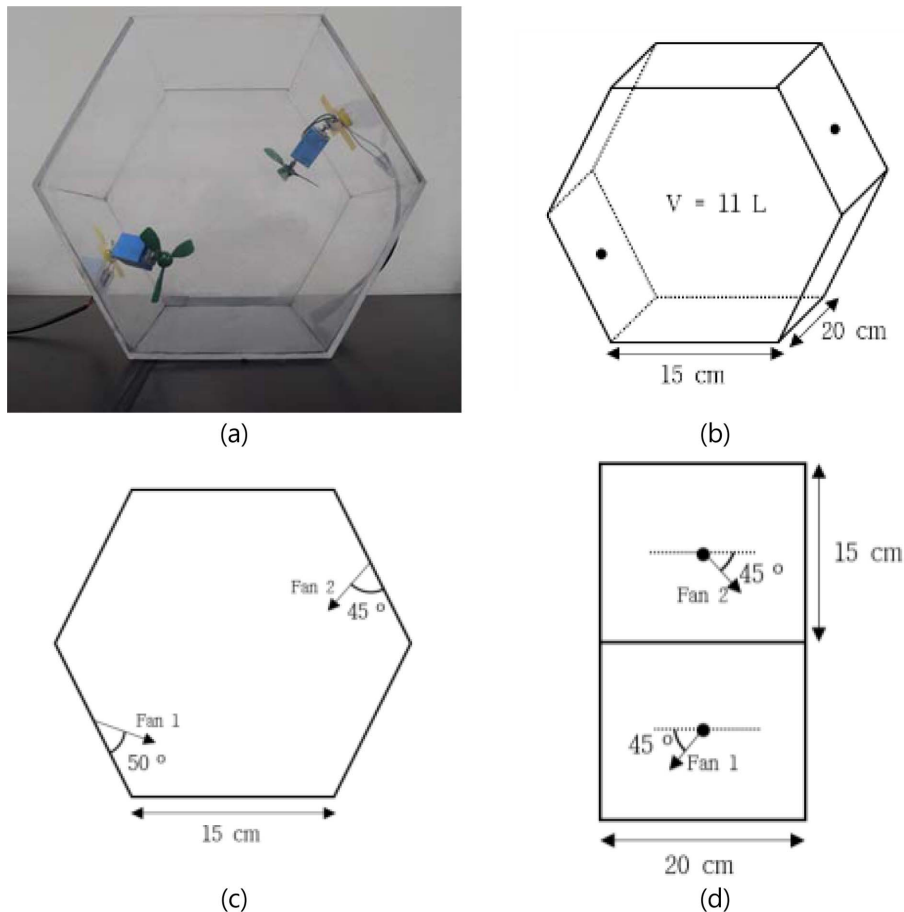 V = 11 L
20 cm
15 cm
(a)
(b)
Fan 2
45 º
Fan 1
50 º
15 cm
(c)
15 cm
45 º
Fan 2
45 º
Fan 1
20 cm
(d)